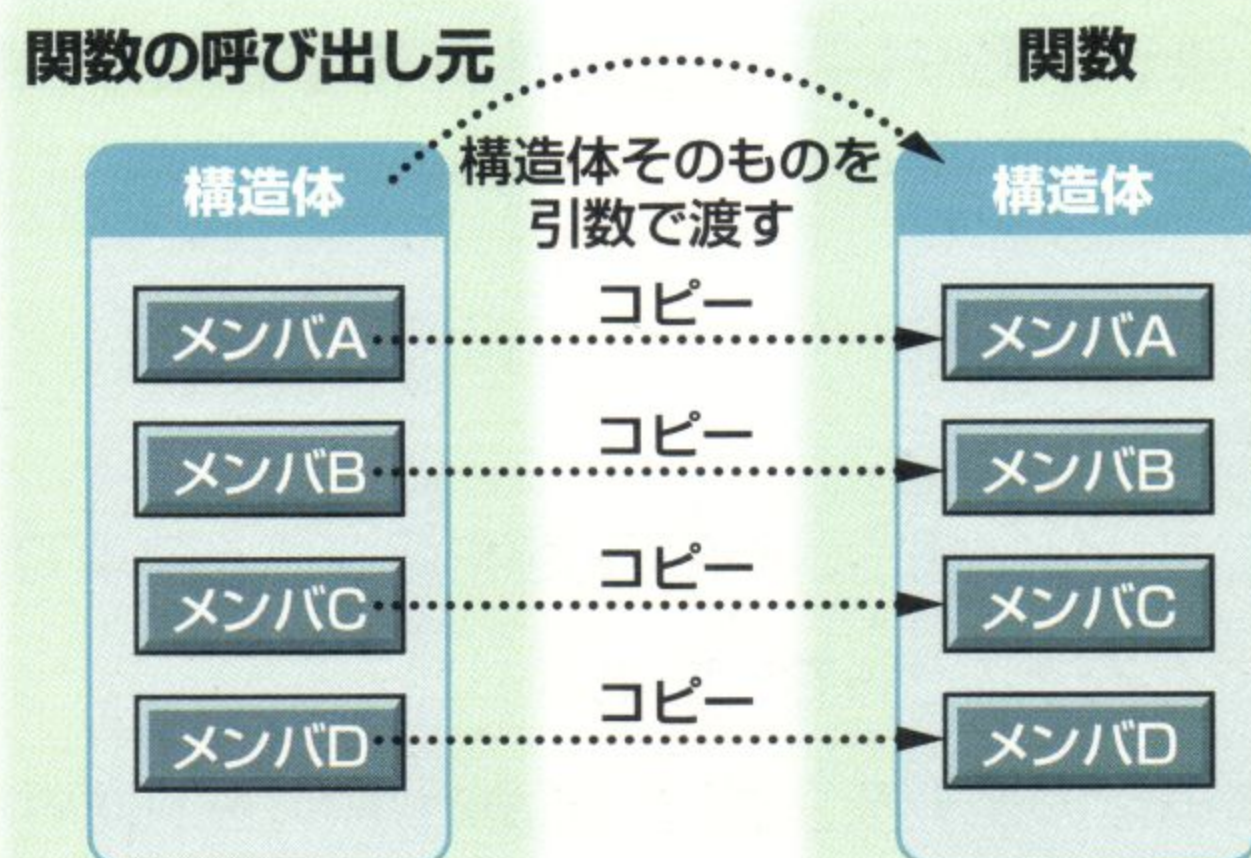 関数の呼び出し元
関数
構造体
構造体そのものを
引数で渡す
構造体
メンバA
コピー
メンバA
メンバB
コピー
メンバB
メンバC
コピー
メンバC
メンバD
コピー
メンバD